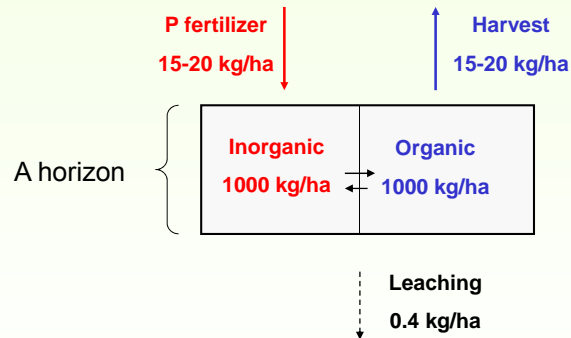 P fertilizer
15-20 kg/ha
Harvest
15-20 kg/ha
A horizon
Inorganic
1000 kg/ha
Organic
1000 kg/ha
Leaching
0.4 kg/ha